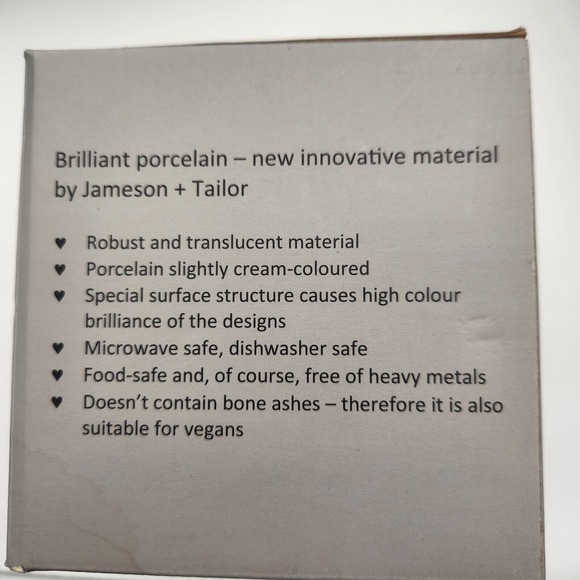 Brilliant porcelain – new innovative material
by Jameson + Tailor
♥ Robust and translucent material
♥ Porcelain slightly cream-coloured
♥ Special surface structure causes high colour
brilliance of the designs
♥ Microwave safe, dishwasher safe
♥ Food-safe and, of course, free of heavy metals
♥ Doesn't contain bone ashes – therefore it is also
suitable for vegans